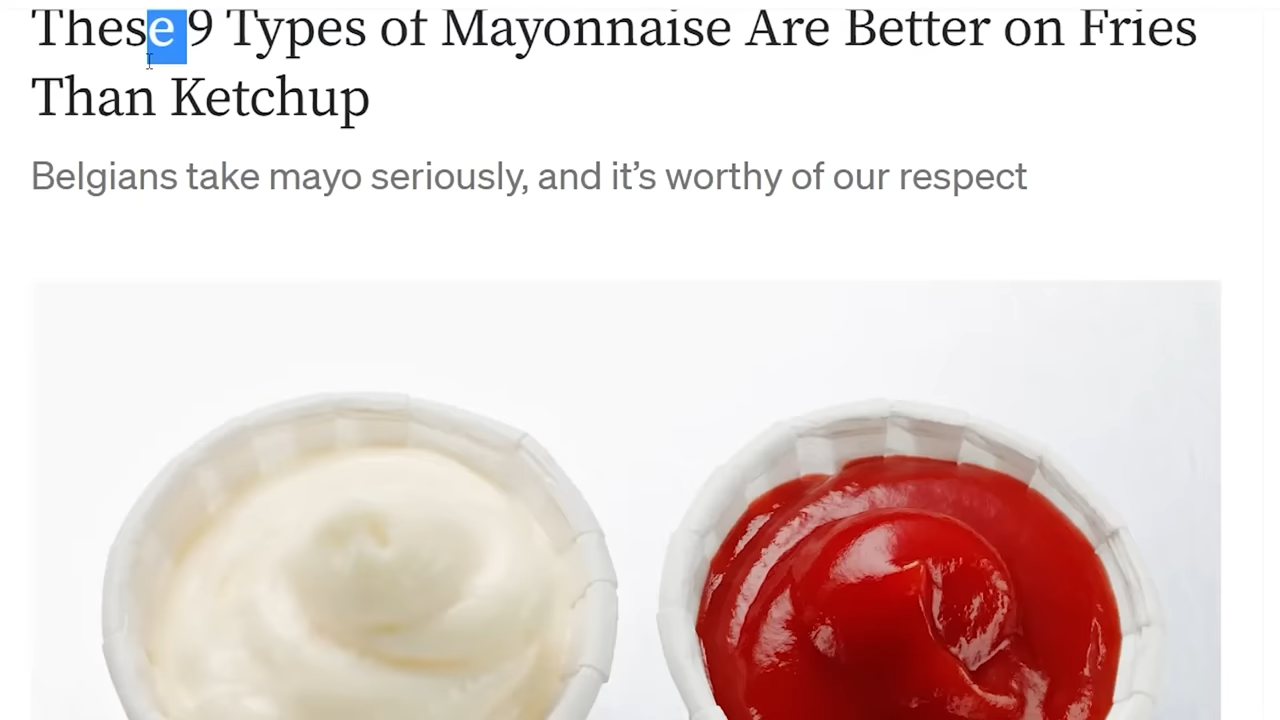 These 9 Types of Mayonnaise Are Better on Fries
Than Ketchup
Belgians take mayo seriously, and it’s worthy of our respect